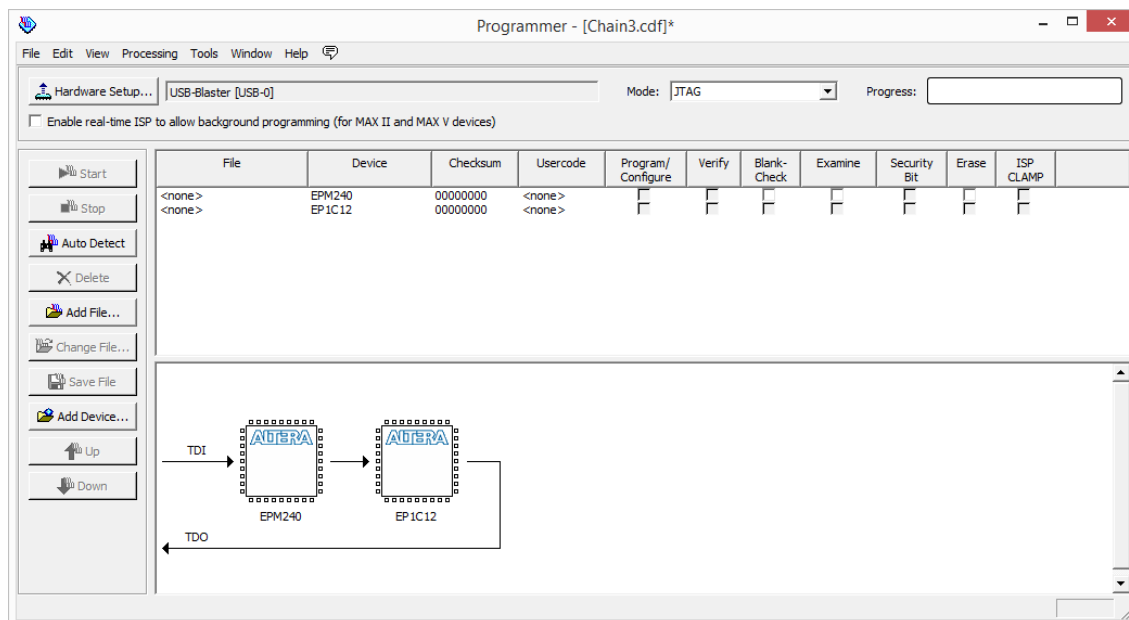 Programmer - [Chain3.cdf]*
File Edit View Processing Tools Window Help
Hardware Setup... USB-Blaster [USB-0] Mode: JTAG Progress:
Enable real-time ISP to allow background programming (for MAX II and MAX V devices)
Start
Stop
Auto Detect
Delete
Add File...
Change File...
Save File
Add Device...
Up
Down
File Device Checksum Usercode Program/ Configure Verify Blank- Check Examine Security Bit Erase ISP CLAMP
<none> EPM240 00000000 <none>
<none> EP1C12 00000000 <none>
TDI
ALTERA ALTERA
EPM240 EP1C12
TDO